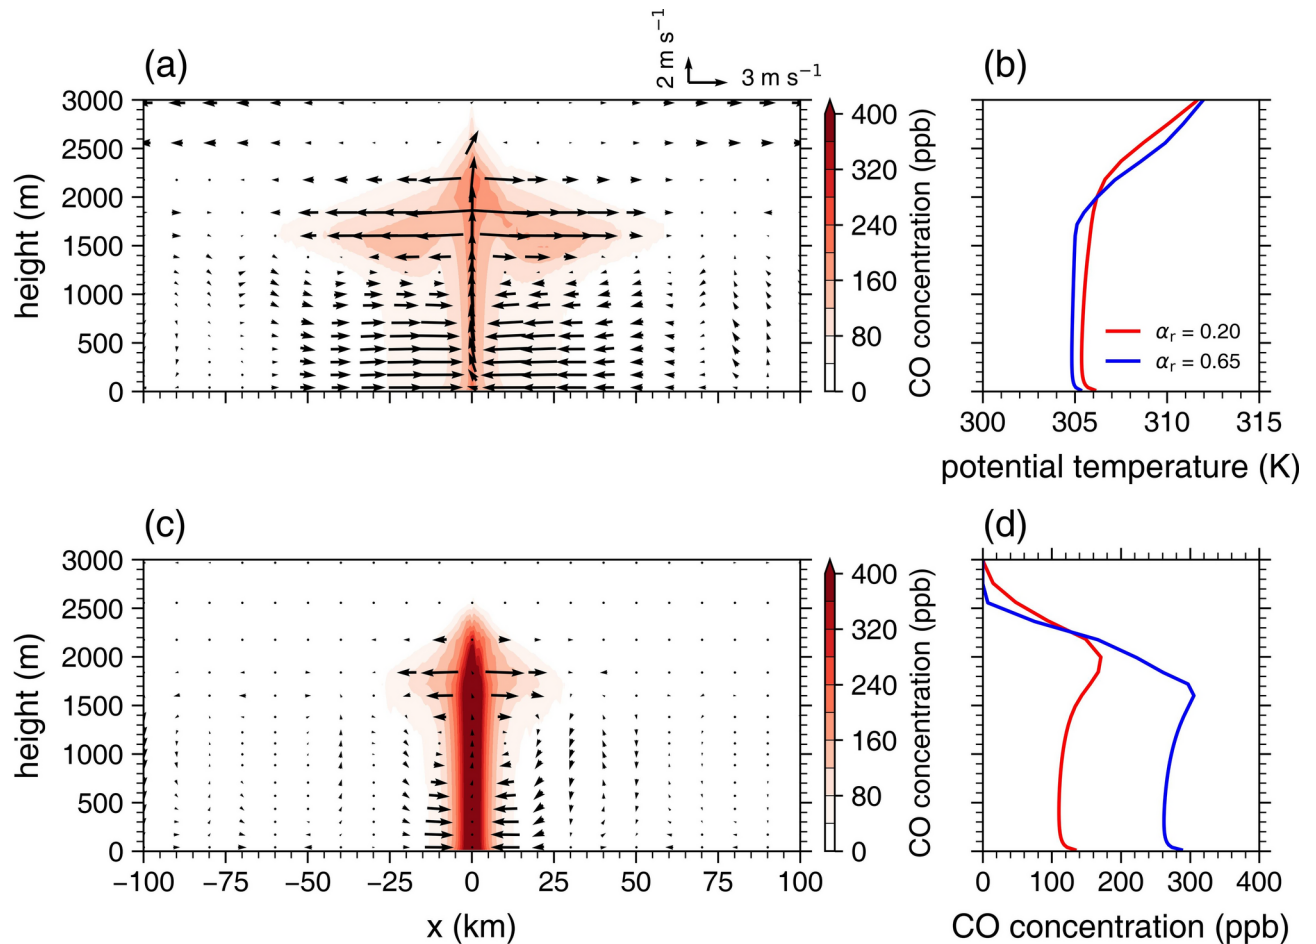 (a)
2 m s⁻¹
3 m s⁻¹
(b)
3000
2500
2000
1500
1000
500
0
height (m)
400
320
240
160
80
0
CO concentration (ppb)
αr = 0.20
αr = 0.65
300
305
310
315
potential temperature (K)
(c)
(d)
3000
2500
2000
1500
1000
500
0
height (m)
−100
−75
−50
−25
0
25
50
75
100
x (km)
400
320
240
160
80
0
CO concentration (ppb)
0
100
200
300
400
CO concentration (ppb)